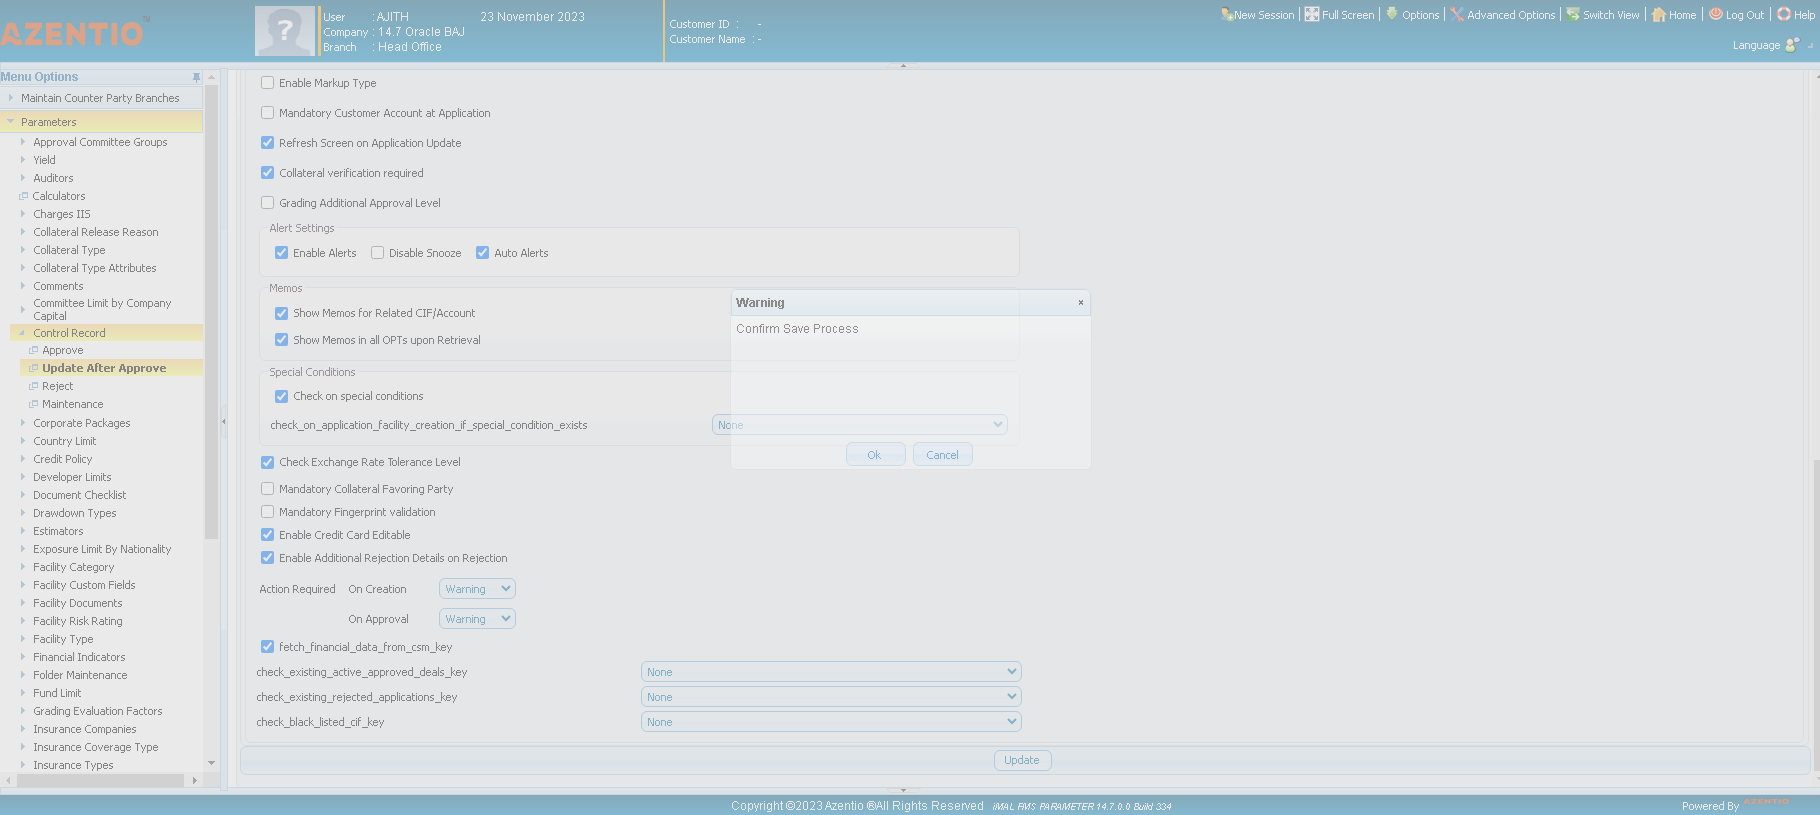 AZENTIO™
User : AJITH 23 November 2023
Company : 14.7 Oracle BAJ
Branch : Head Office
Customer ID : -
Customer Name : -
New Session | Full Screen | Options | Advanced Options | Switch View | Home | Log Out | Help
Language
Menu Options
Maintain Counter Party Branches
Parameters
Approval Committee Groups
Yield
Auditors
Calculators
Charges IIS
Collateral Release Reason
Collateral Type
Collateral Type Attributes
Comments
Committee Limit by Company
Capital
Control Record
Approve
Update After Approve
Reject
Maintenance
Corporate Packages
Country Limit
Credit Policy
Developer Limits
Document Checklist
Drawdown Types
Estimators
Exposure Limit By Nationality
Facility Category
Facility Custom Fields
Facility Documents
Facility Risk Rating
Facility Type
Financial Indicators
Folder Maintenance
Fund Limit
Grading Evaluation Factors
Insurance Companies
Insurance Coverage Type
Insurance Types
Enable Markup Type
Mandatory Customer Account at Application
Refresh Screen on Application Update
Collateral verification required
Grading Additional Approval Level
Alert Settings
Enable Alerts Disable Snooze Auto Alerts
Memos
Show Memos for Related CIF/Account
Show Memos in all OPTs upon Retrieval
Special Conditions
Check on special conditions
check_on_application_facility_creation_if_special_condition_exists None
Warning ×
Confirm Save Process
Ok Cancel
Check Exchange Rate Tolerance Level
Mandatory Collateral Favoring Party
Mandatory Fingerprint validation
Enable Credit Card Editable
Enable Additional Rejection Details on Rejection
Action Required On Creation Warning
On Approval Warning
fetch_financial_data_from_csm_key
check_existing_active_approved_deals_key None
check_existing_rejected_applications_key None
check_black_listed_cif_key None
Update
Copyright ©2023 Azentio ®All Rights Reserved iMAL RMS PARAMETER 14.7.0.0 Build 334
Powered By AZENTIO